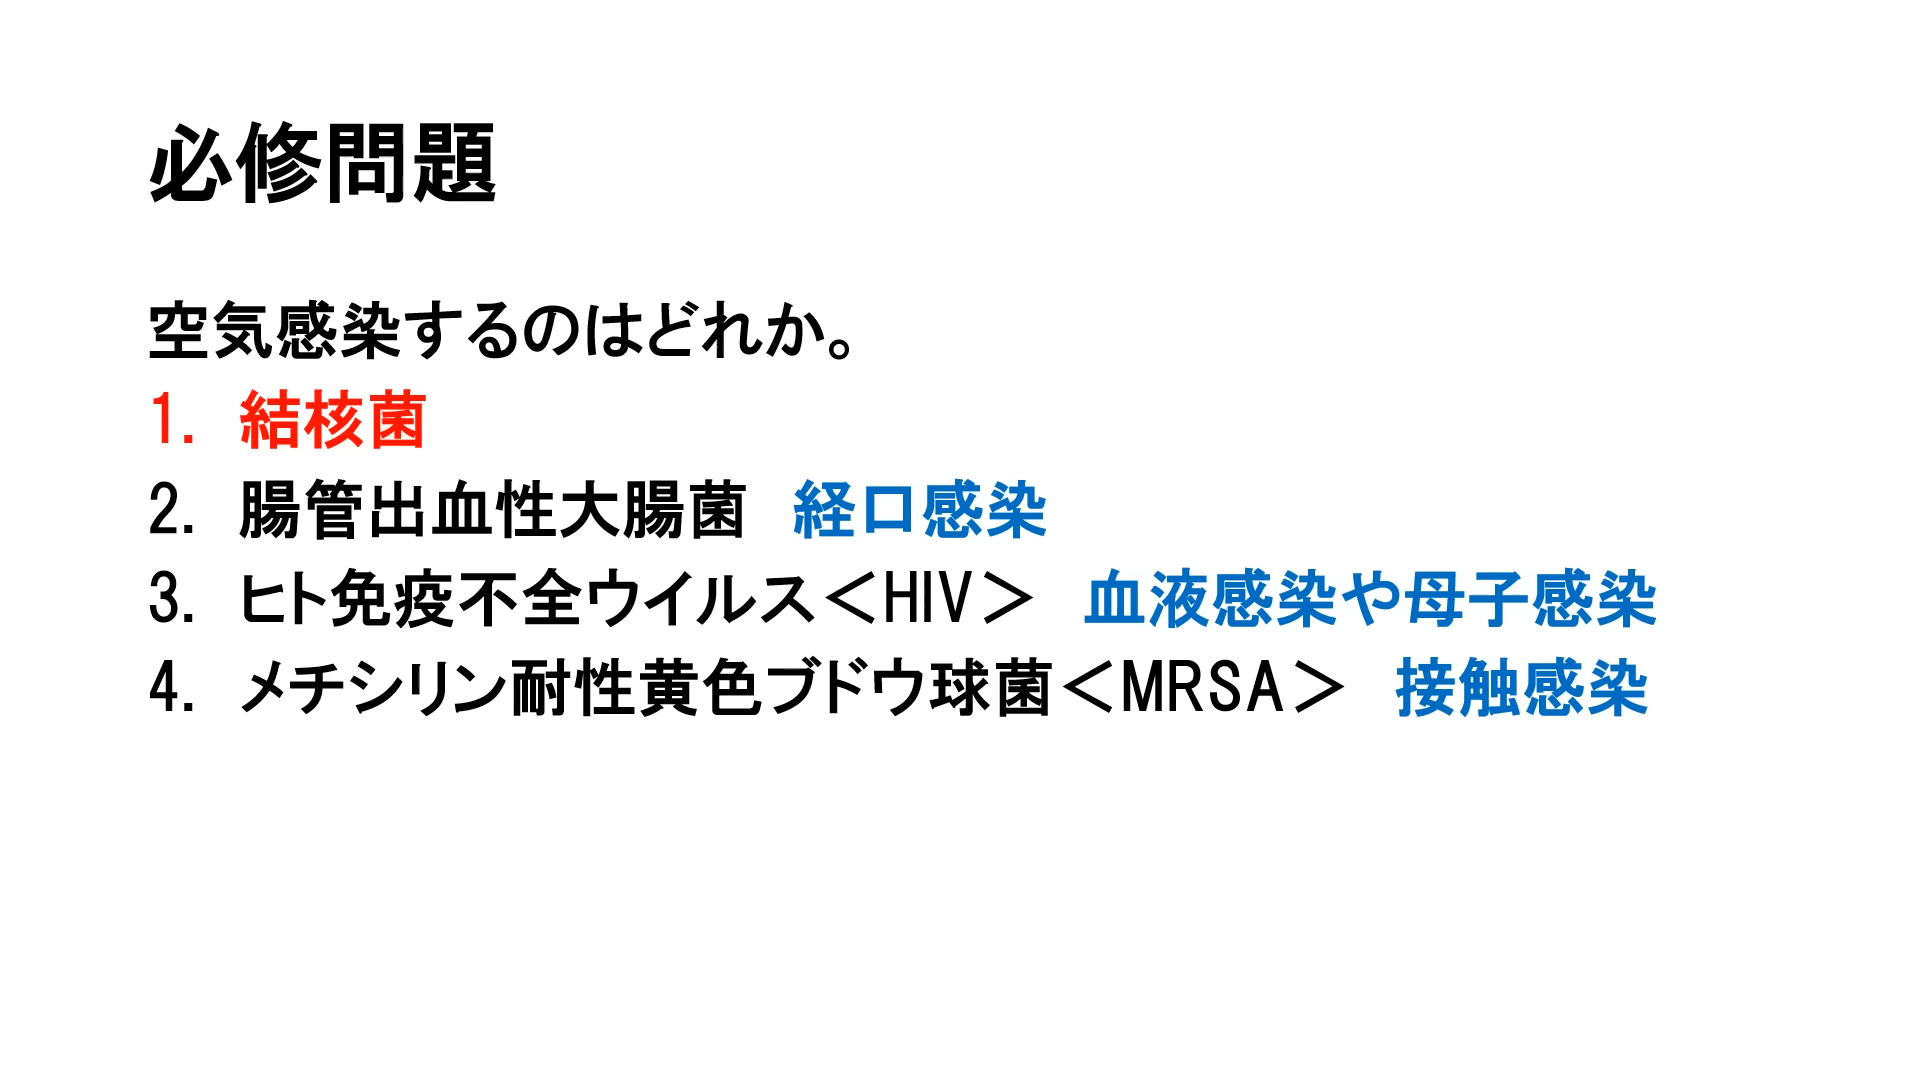 必修問題
空気感染するのはどれか。
1. 結核菌
2. 腸管出血性大腸菌　経口感染
3. ヒト免疫不全ウイルス＜HIV＞　血液感染や母子感染
4. メチシリン耐性黄色ブドウ球菌＜MRSA＞　接触感染